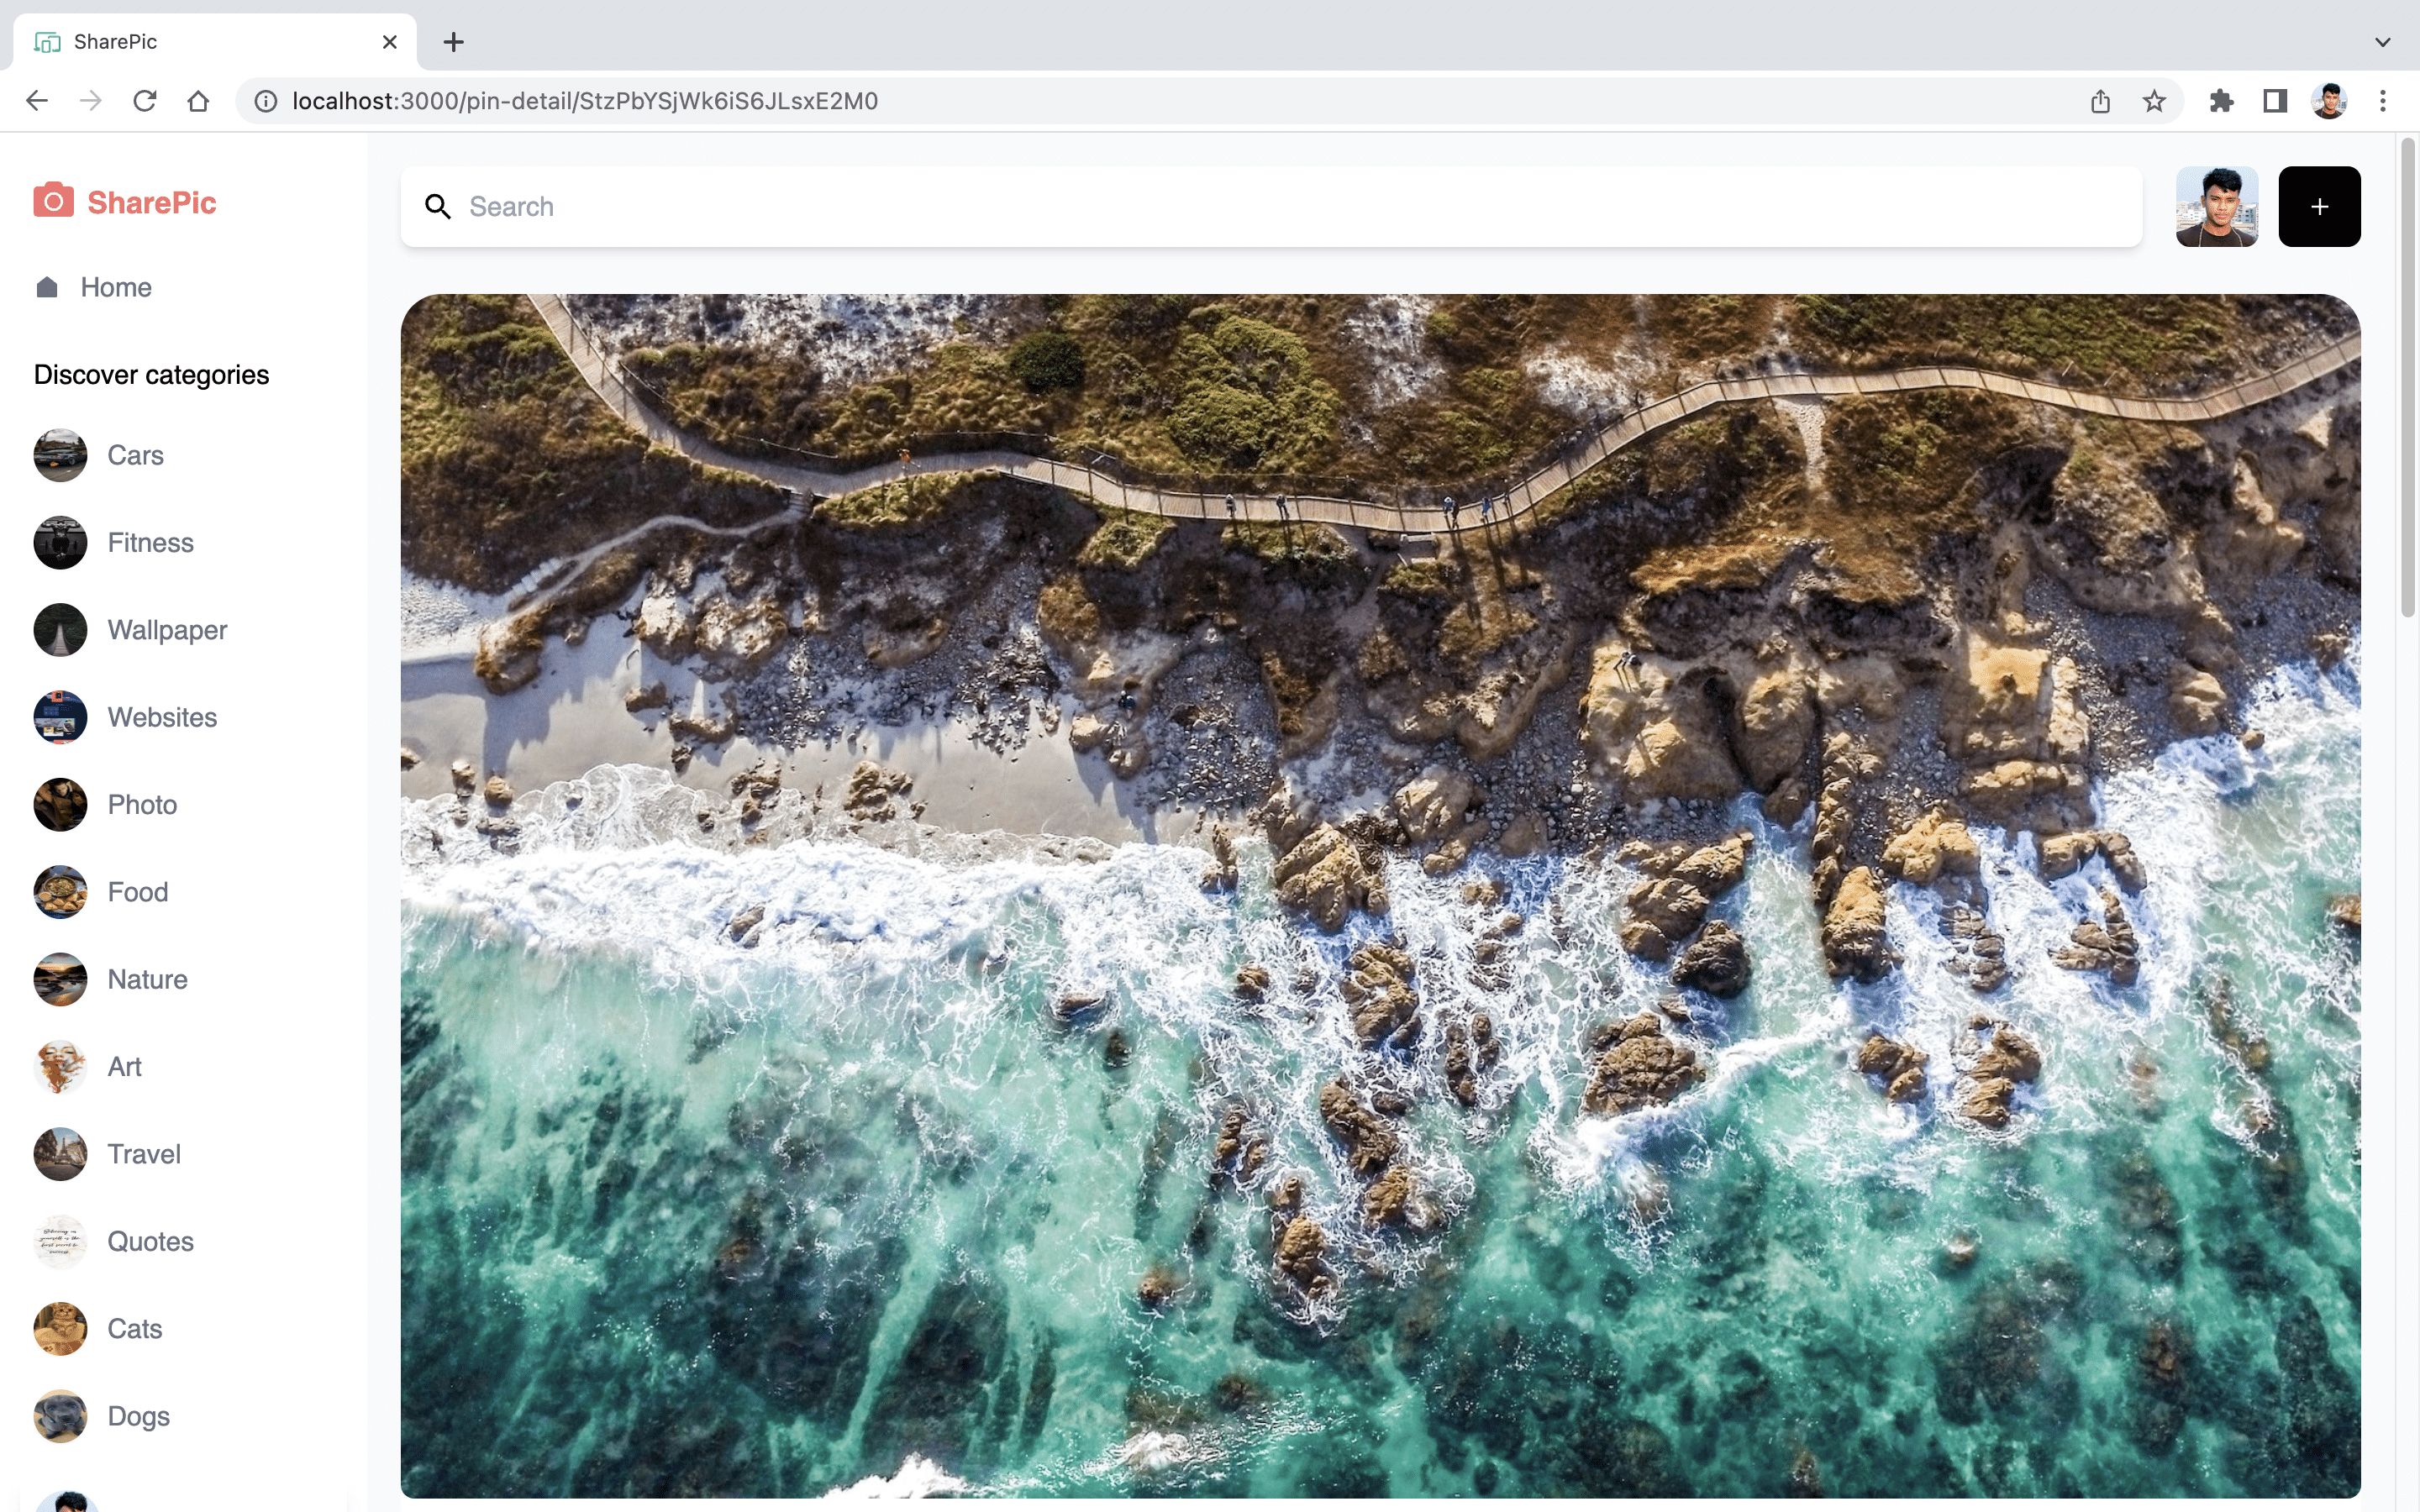 SharePic
localhost:3000/pin-detail/StzPbYSjWk6iS6JLsxE2M0
SharePic
Search
Home
Discover categories
Cars
Fitness
Wallpaper
Websites
Photo
Food
Nature
Art
Travel
Quotes
Cats
Dogs